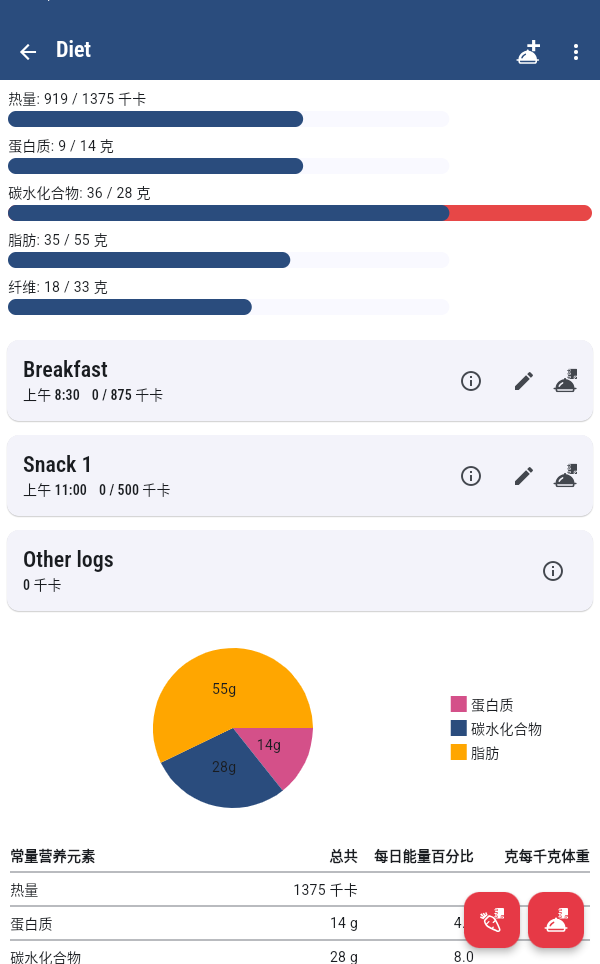 Diet
热量: 919 / 1375 千卡
蛋白质: 9 / 14 克
碳水化合物: 36 / 28 克
脂肪: 35 / 55 克
纤维: 18 / 33 克
Breakfast
上午 8:30 0 / 875 千卡
Snack 1
上午 11:00 0 / 500 千卡
Other logs
0 千卡
55g
14g
28g
蛋白质
碳水化合物
脂肪
常量营养元素 总共 每日能量百分比 克每千克体重
热量 1375 千卡
蛋白质 14 g 4.
碳水化合物 28 g 8.0